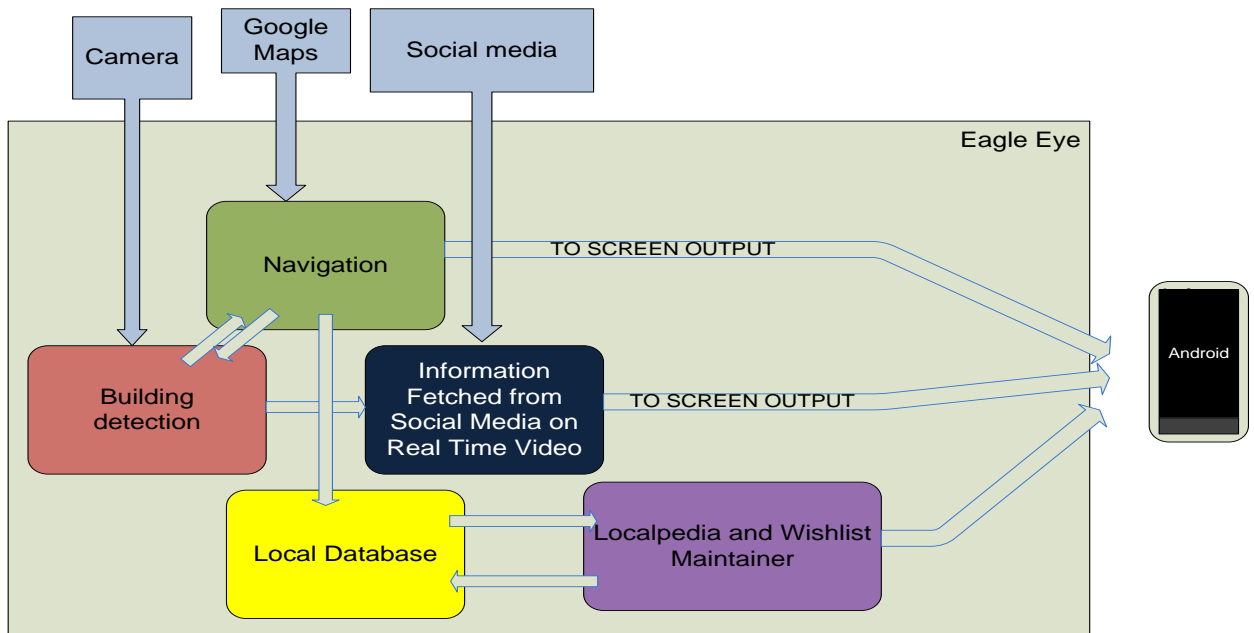 Camera
Google
Maps
Social media
Eagle Eye
Navigation
TO SCREEN OUTPUT
Android
Building
detection
Information
Fetched from
Social Media on
Real Time Video
TO SCREEN OUTPUT
Local Database
Localpedia and Wishlist
Maintainer